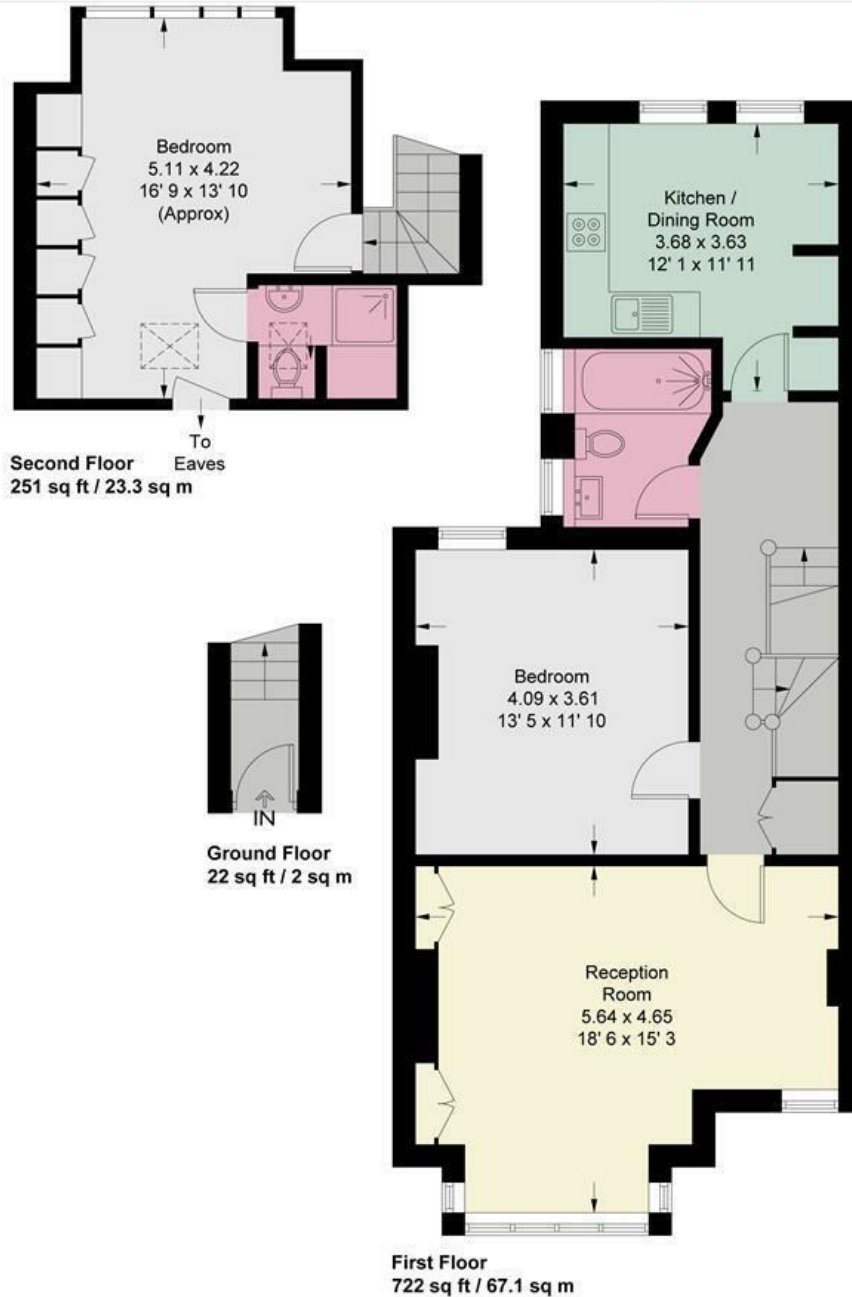 Bedroom
5.11 x 4.22
16' 9 x 13' 10
(Approx)
To
Eaves
Second Floor
251 sq ft / 23.3 sq m
Kitchen /
Dining Room
3.68 x 3.63
12' 1 x 11' 11
Bedroom
4.09 x 3.61
13' 5 x 11' 10
IN
Ground Floor
22 sq ft / 2 sq m
Reception
Room
5.64 x 4.65
18' 6 x 15' 3
First Floor
722 sq ft / 67.1 sq m